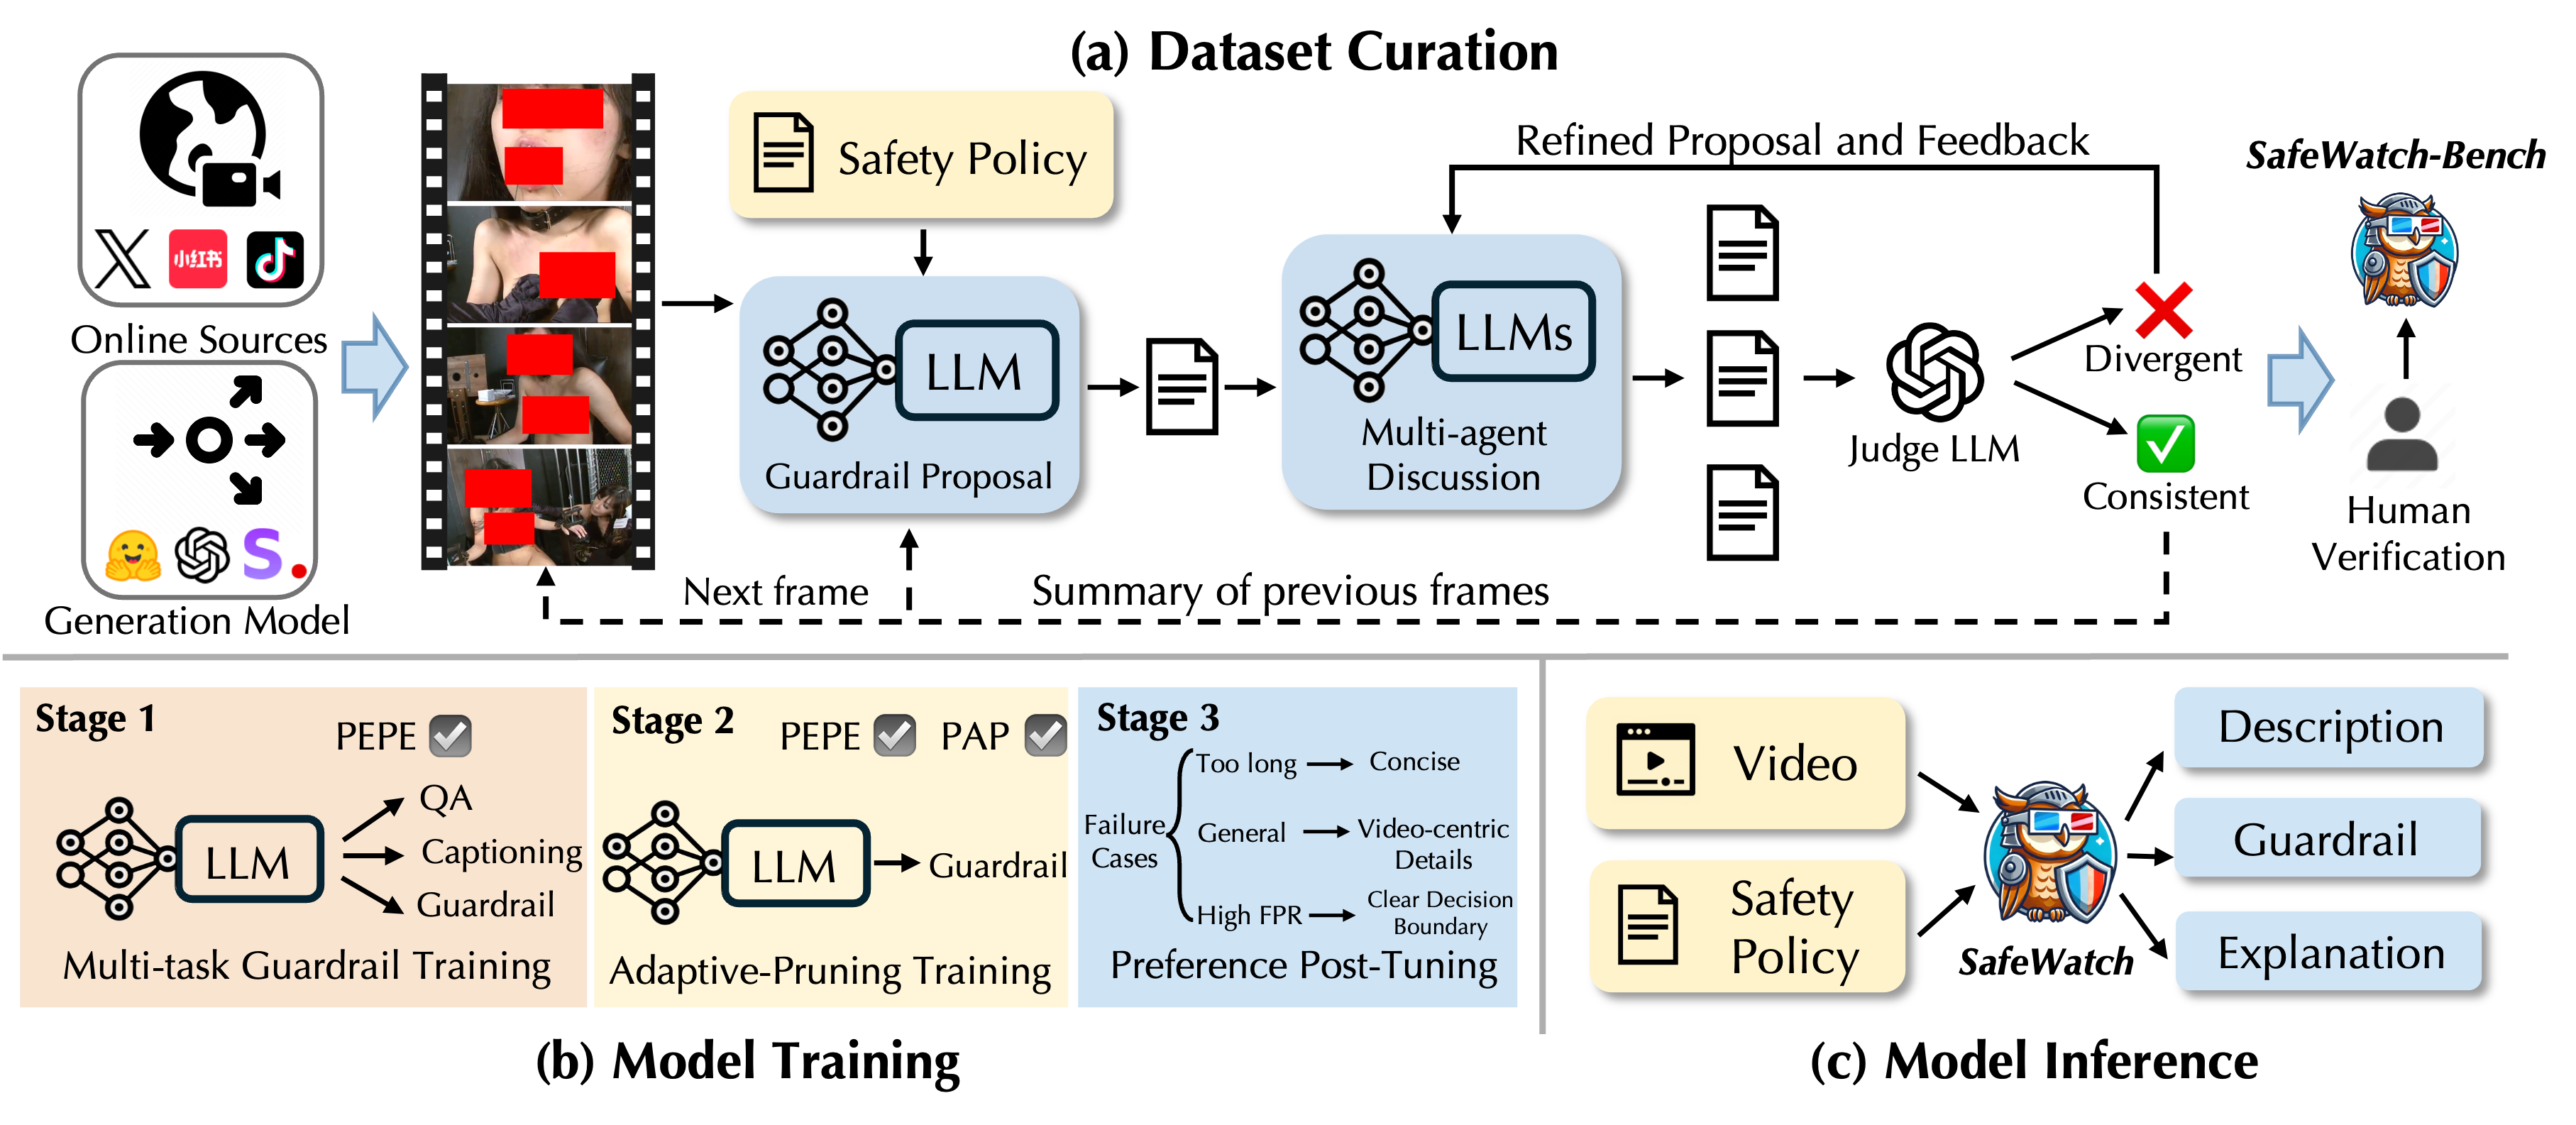 (a) Dataset Curation
小红书
Online Sources
Generation Model
Safety Policy
LLM
Guardrail Proposal
Next frame
Summary of previous frames
LLMs
Multi-agent
Discussion
Refined Proposal and Feedback
Judge LLM
Divergent
Consistent
SafeWatch-Bench
Human
Verification
Stage 1
PEPE
LLM
QA
Captioning
Guardrail
Multi-task Guardrail Training
Stage 2
PEPE
PAP
LLM
Guardrail
Adaptive-Pruning Training
Stage 3
Failure
Cases
Too long
Concise
General
Video-centric
Details
High FPR
Clear Decision
Boundary
Preference Post-Tuning
(b) Model Training
Video
Safety
Policy
SafeWatch
Description
Guardrail
Explanation
(c) Model Inference